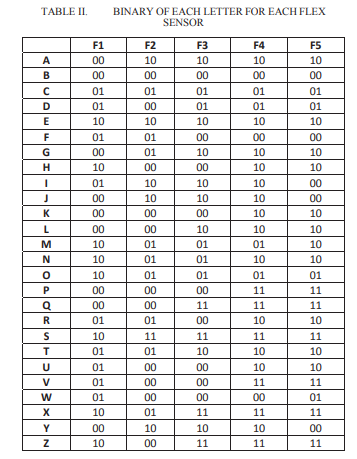 TABLE II. BINARY OF EACH LETTER FOR EACH FLEX
SENSOR
F1 F2 F3 F4 F5
A 00 10 10 10 10
B 00 00 00 00 00
C 01 01 01 01 01
D 01 00 01 01 01
E 10 10 10 10 10
F 01 01 00 00 00
G 00 01 10 10 10
H 10 00 00 10 10
I 01 10 10 10 00
J 00 10 10 10 00
K 00 00 00 10 10
L 00 00 10 10 10
M 10 01 01 01 10
N 10 01 01 10 10
O 10 01 01 01 01
P 00 00 00 11 11
Q 00 00 11 11 11
R 01 01 00 10 10
S 10 11 11 11 11
T 01 01 10 10 10
U 01 00 00 10 10
V 01 00 00 11 11
W 01 00 00 00 01
X 10 01 11 11 11
Y 00 10 10 10 00
Z 10 00 11 11 11